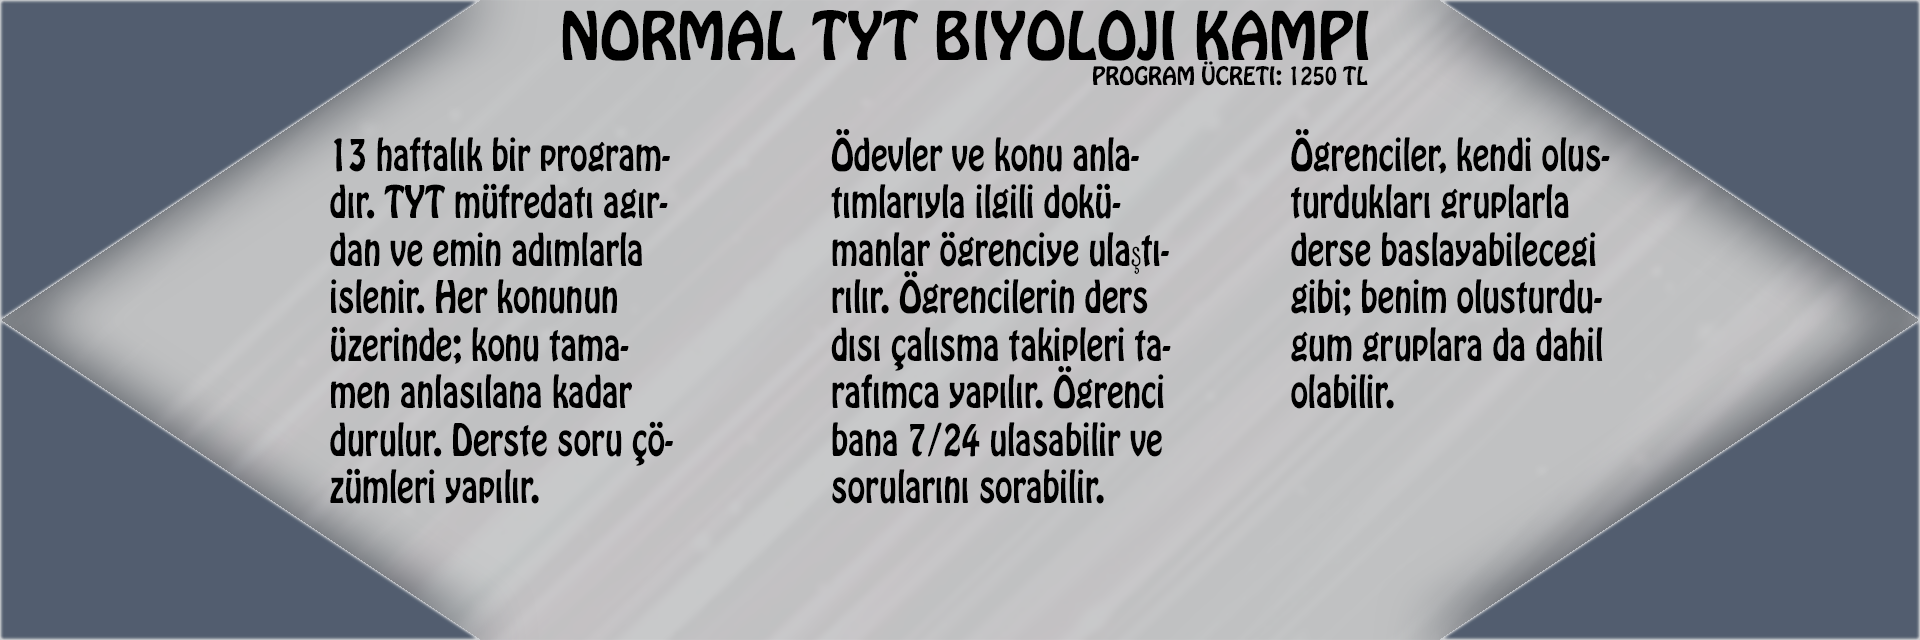 NORMAL TYT BIYOLOJI KAMPI
PROGRAM ÜCRETI: 1250 TL
13 haftalık bir program-
dır. TYT müfredatı agır-
dan ve emin adımlarla
islenir. Her konunun
üzerinde; konu tama-
men anlasılana kadar
durulur. Derste soru çö-
zümleri yapılır.
Ödevler ve konu anla-
tımlarıyla ilgili dokü-
manlar ögrenciye ulaştı-
rılır. Ögrencilerin ders
dısı çalısma takipleri ta-
rafımca yapılır. Ögrenci
bana 7/24 ulasabilir ve
sorularını sorabilir.
Ögrenciler, kendi olus-
turdukları gruplarla
derse baslayabilecegi
gibi; benim olusturdu-
gum gruplara da dahil
olabilir.